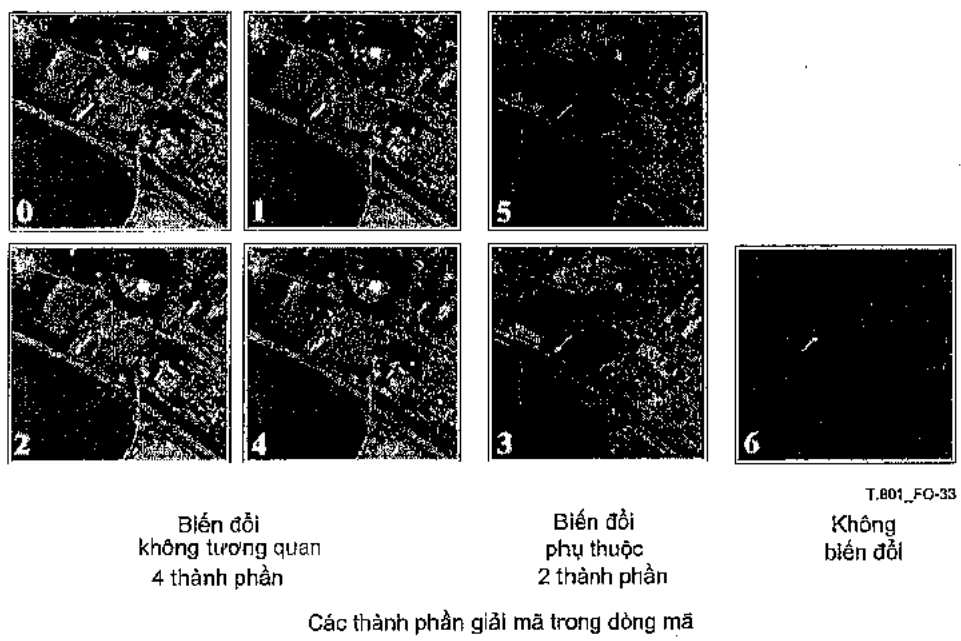 0
1
5
2
4
3
6
T.801_FO-33
Biến đổi
không tương quan
4 thành phần
Biến đổi
phụ thuộc
2 thành phần
Không
biến đổi
Các thành phần giải mã trong dòng mã